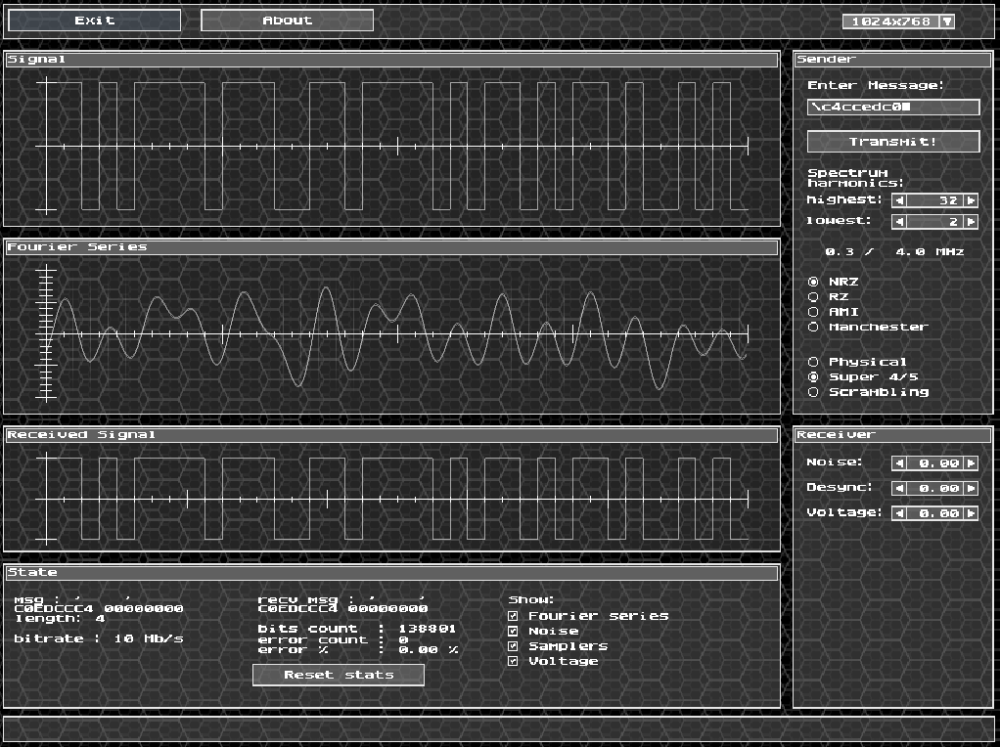 Exit
About
1024x768
Signal
Fourier Series
Received Signal
State
msg : ' '
C0EDCCC4 00000000
length: 4
bitrate : 10 Mb/s
recv msg : ' '
C0EDCCC4 00000000
bits count : 138801
error count : 0
error % : 0.00 %
Reset stats
Show:
Fourier series
Noise
Samplers
Voltage
Sender
Enter Message:
\c4ccedc0
Transmit!
Spectrum
harmonics:
highest: 32
lowest: 2
0.3 / 4.0 MHz
NRZ
RZ
AMI
Manchester
Physical
Super 4/5
Scrambling
Receiver
Noise: 0.00
Desync: 0.00
Voltage: 0.00